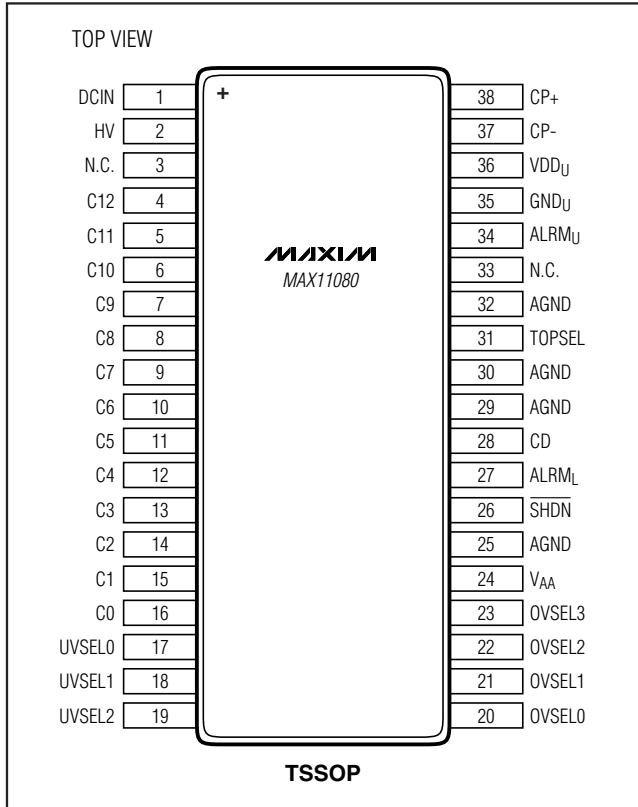 TOP VIEW
DCIN 1 + 38 CP+
HV 2 37 CP-
N.C. 3 36 VDDU
C12 4 35 GNDU
C11 5 34 ALRMU
MAXIM
C10 6 33 N.C.
MAX11080
C9 7 32 AGND
C8 8 31 TOPSEL
C7 9 30 AGND
C6 10 29 AGND
C5 11 28 CD
C4 12 27 ALRML
C3 13 26 SHDN
C2 14 25 AGND
C1 15 24 VAA
C0 16 23 OVSEL3
UVSEL0 17 22 OVSEL2
UVSEL1 18 21 OVSEL1
UVSEL2 19 20 OVSEL0
TSSOP